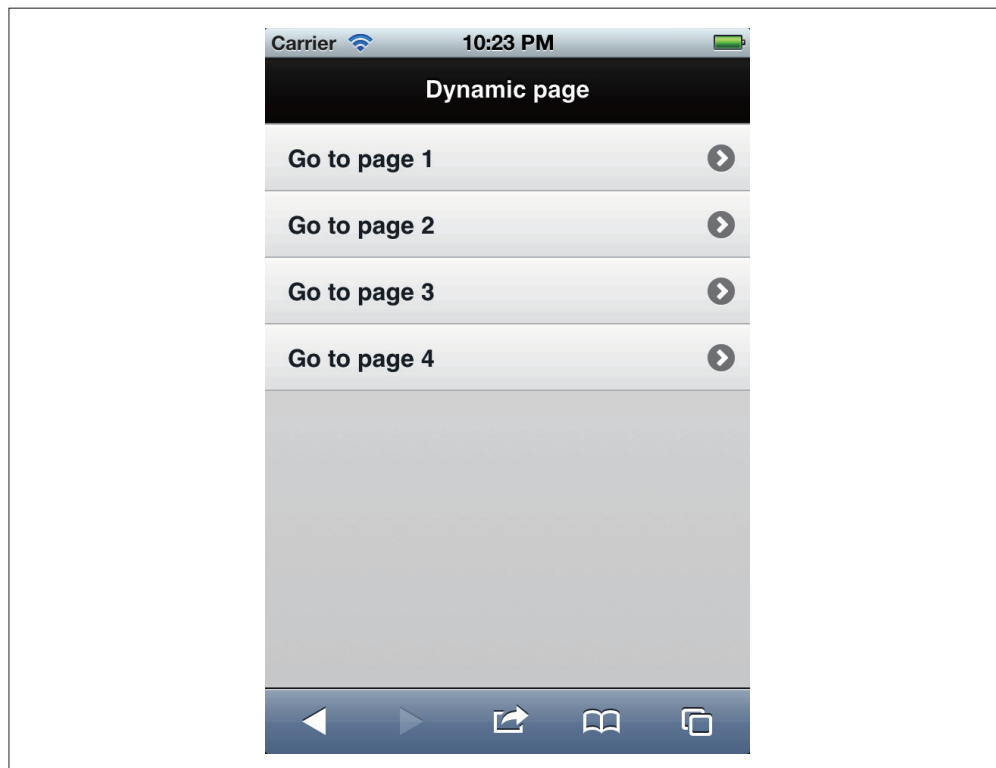 Carrier 10:23 PM
Dynamic page
Go to page 1
Go to page 2
Go to page 3
Go to page 4